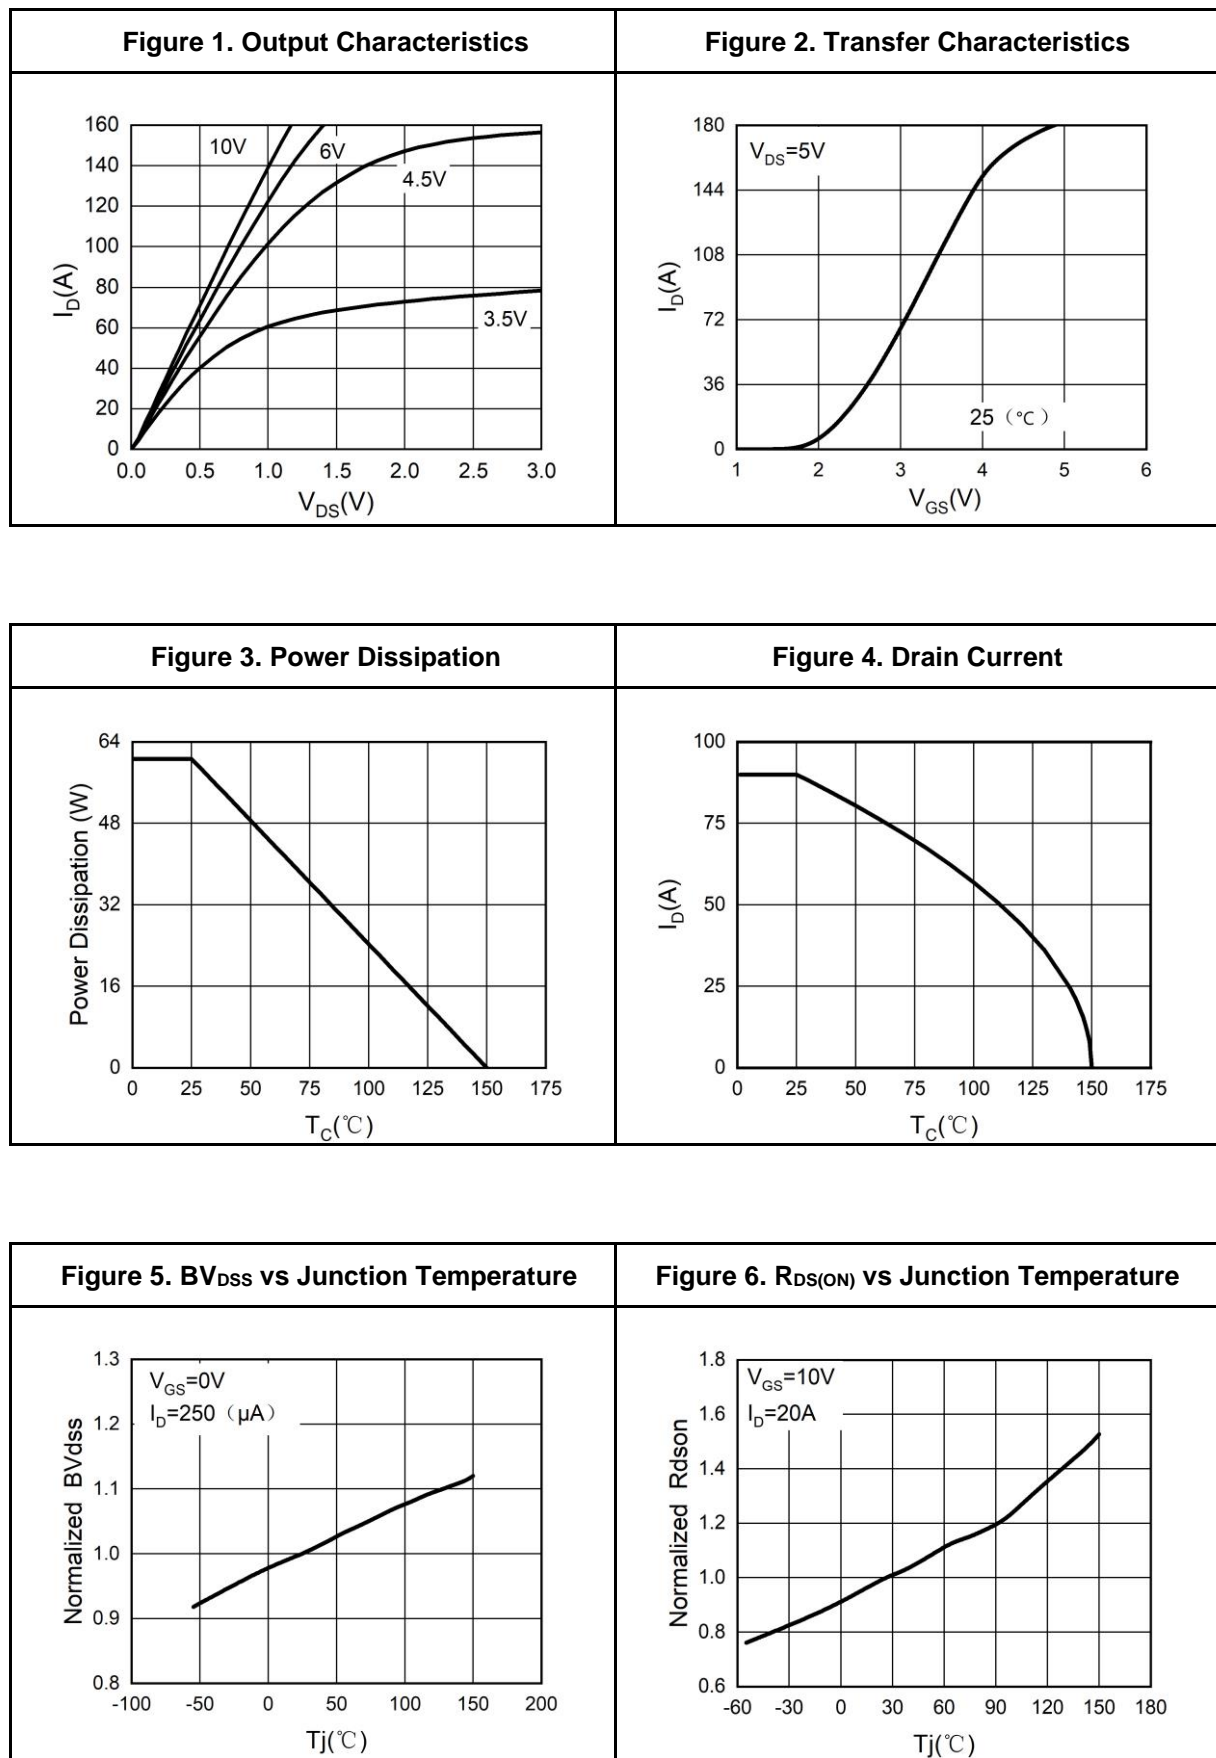 Figure 1. Output Characteristics
Figure 2. Transfer Characteristics
160
140
120
100
80
60
40
20
0
I_D(A)
10V
6V
4.5V
3.5V
0.0 0.5 1.0 1.5 2.0 2.5 3.0
V_DS(V)
180
144
108
72
36
0
I_D(A)
V_DS=5V
25（℃）
1 2 3 4 5 6
V_GS(V)
Figure 3. Power Dissipation
Figure 4. Drain Current
64
48
32
16
0
Power Dissipation (W)
0 25 50 75 100 125 150 175
T_C(℃)
100
75
50
25
0
I_D(A)
0 25 50 75 100 125 150 175
T_C(℃)
Figure 5. BVDSS vs Junction Temperature
Figure 6. RDS(ON) vs Junction Temperature
1.3
1.2
1.1
1.0
0.9
0.8
Normalized BVdss
V_GS=0V
I_D=250（μA）
-100 -50 0 50 100 150 200
Tj(℃)
1.8
1.6
1.4
1.2
1.0
0.8
0.6
Normalized Rdson
V_GS=10V
I_D=20A
-60 -30 0 30 60 90 120 150 180
Tj(℃)